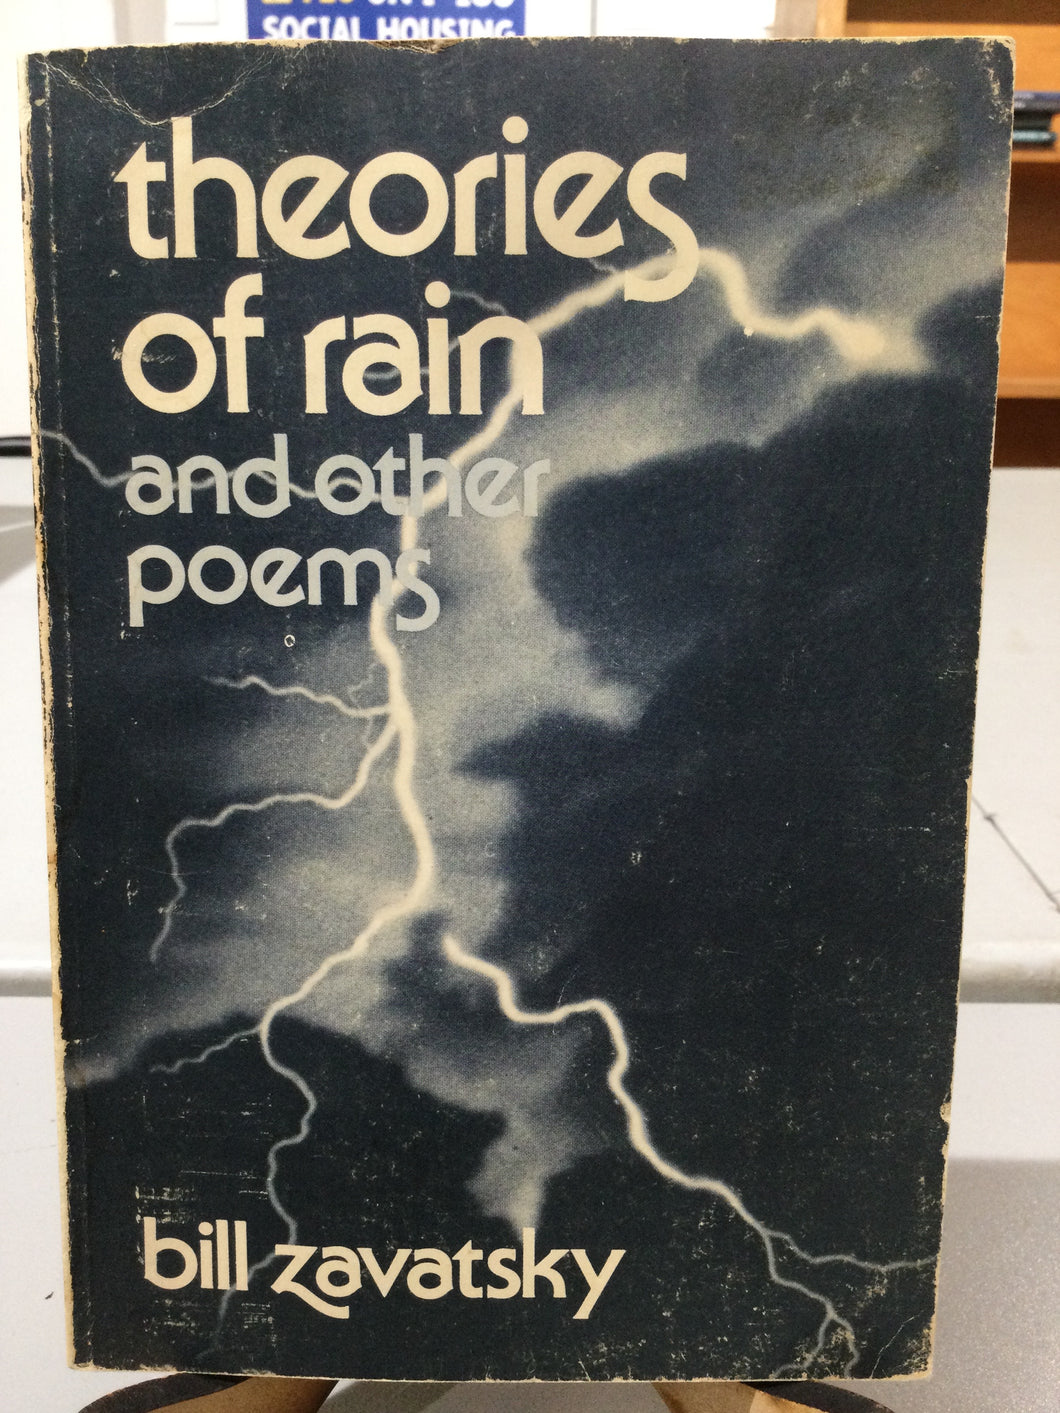 SOCIAL HOUSING
theories
of rain
and other
poems
bill zavatsky